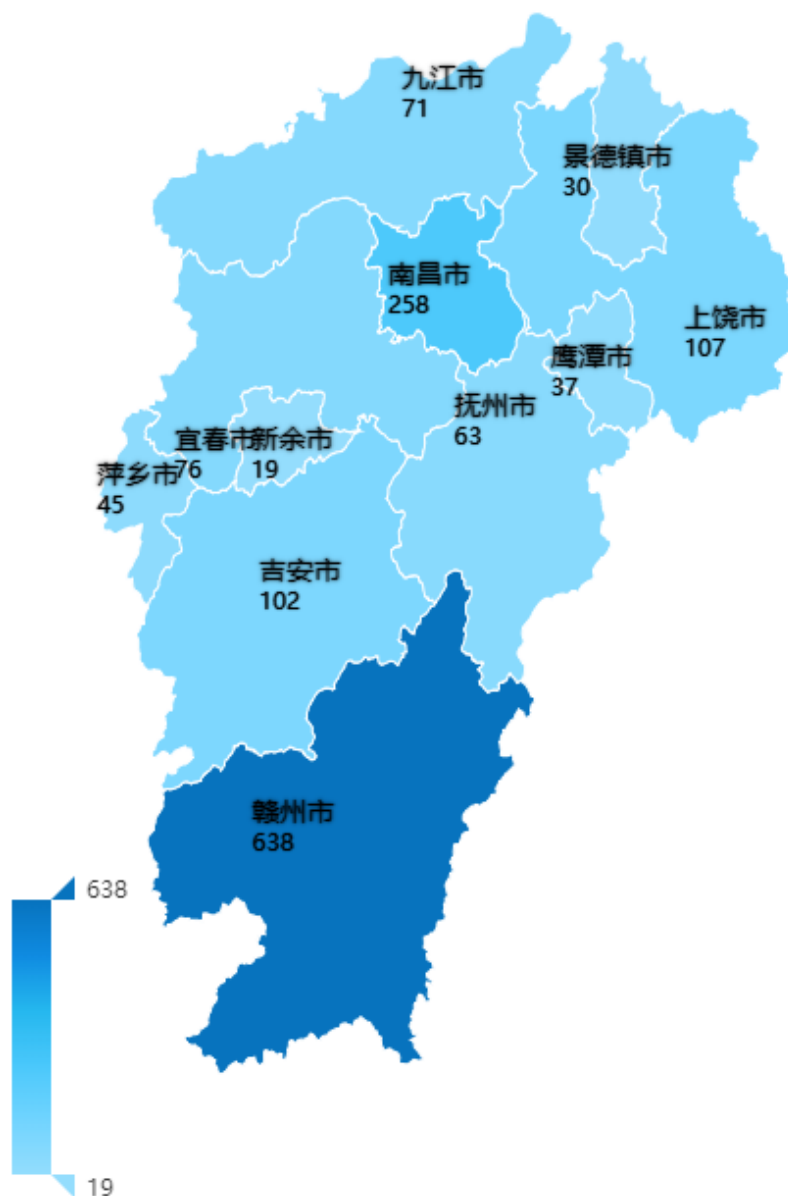 九江市
71
景德镇市
30
南昌市
258
上饶市
107
鹰潭市
37
抚州市
63
宜春市
76
新余市
19
萍乡市
45
吉安市
102
赣州市
638
638
19